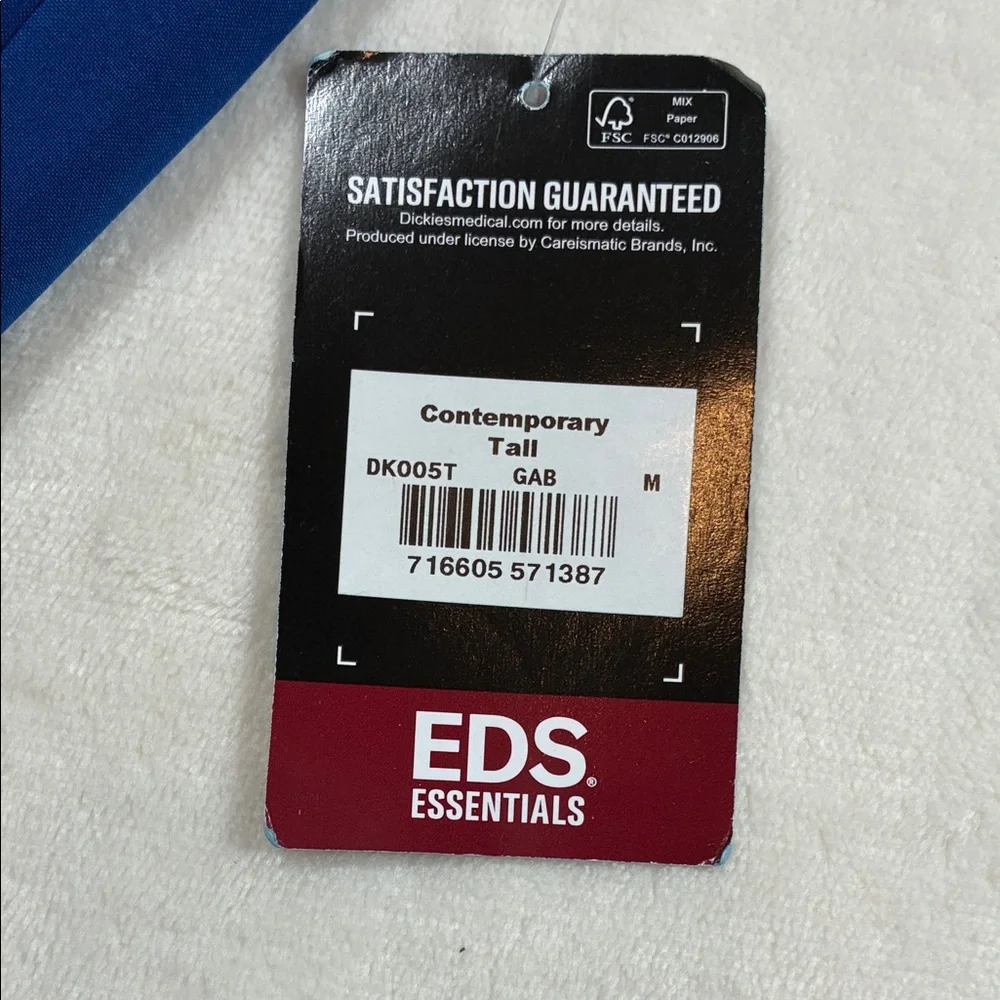 MIX
Paper
FSC
FSC® C012906
SATISFACTION GUARANTEED
Dickiesmedical.com for more details.
Produced under license by Careismatic Brands, Inc.
Contemporary
Tall
DK005T GAB M
716605 571387
EDS®
ESSENTIALS